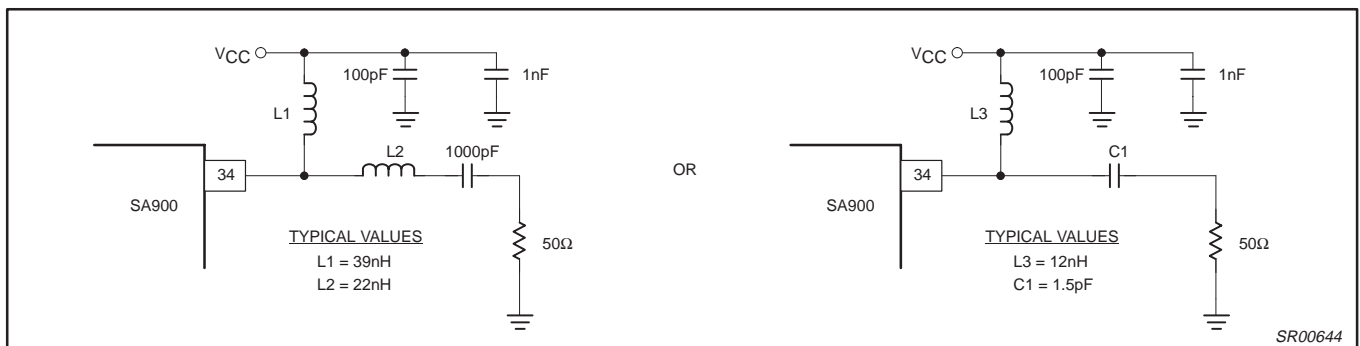 VCC
100pF
1nF
L1
L2
1000pF
34
SA900
50Ω
TYPICAL VALUES
L1 = 39nH
L2 = 22nH
OR
VCC
100pF
1nF
L3
C1
34
SA900
50Ω
TYPICAL VALUES
L3 = 12nH
C1 = 1.5pF
SR00644